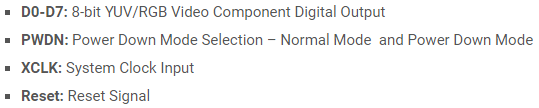 D0-D7: 8-bit YUV/RGB Video Component Digital Output
PWDN: Power Down Mode Selection – Normal Mode and Power Down Mode
XCLK: System Clock Input
Reset: Reset Signal